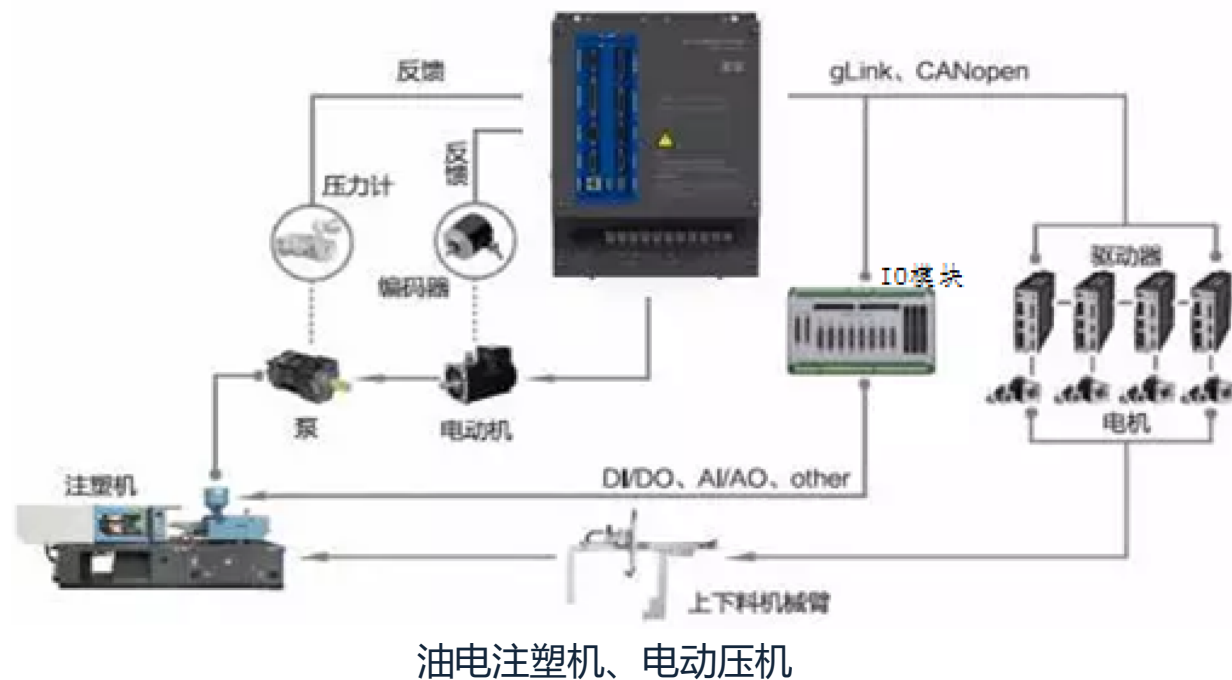 反馈
gLink、CANopen
反馈
压力计
编码器
IO模块
驱动器
泵
电动机
电机
注塑机
DI/DO、AI/AO、other
上下料机械臂
油电注塑机、电动压机